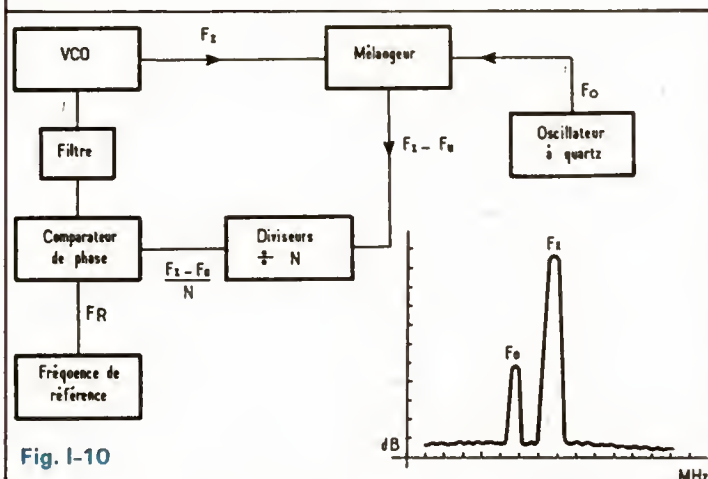 VCO
Fx
Mélangeur
Fo
Oscillateur
à quartz
Filtre
Fx – Fo
Comparateur
de phase
Diviseurs
÷ N
Fx – Fo
N
FR
Fréquence de
référence
Fx
Fo
dB
MHz
Fig. I-10